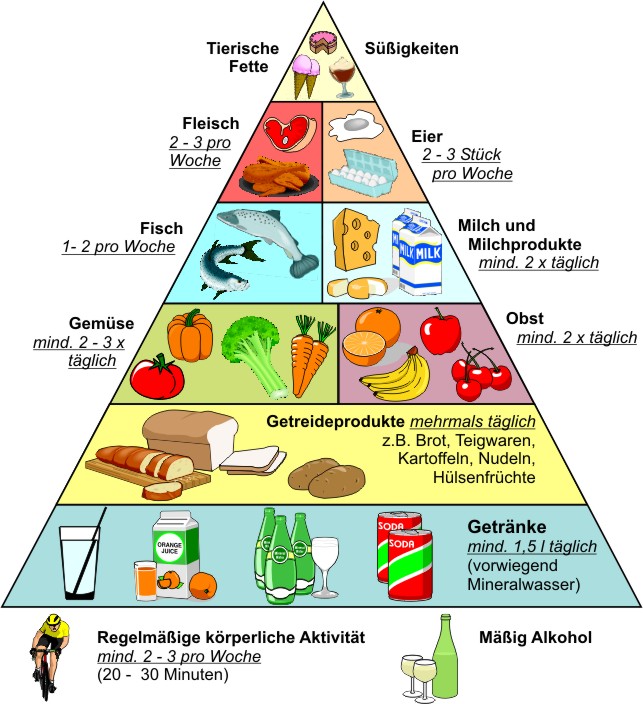 Tierische
Fette
Süßigkeiten
Fleisch
2 - 3 pro
Woche
Eier
2 - 3 Stück
pro Woche
Fisch
1- 2 pro Woche
Milch und
Milchprodukte
mind. 2 x täglich
MILK
MILK
Gemüse
mind. 2 - 3 x
täglich
Obst
mind. 2 x täglich
Getreideprodukte mehrmals täglich
z.B. Brot, Teigwaren,
Kartoffeln, Nudeln,
Hülsenfrüchte
ORANGE
JUICE
SODA
SODA
Getränke
mind. 1,5 l täglich
(vorwiegend
Mineralwasser)
Regelmäßige körperliche Aktivität
mind. 2 - 3 pro Woche
(20 - 30 Minuten)
Mäßig Alkohol